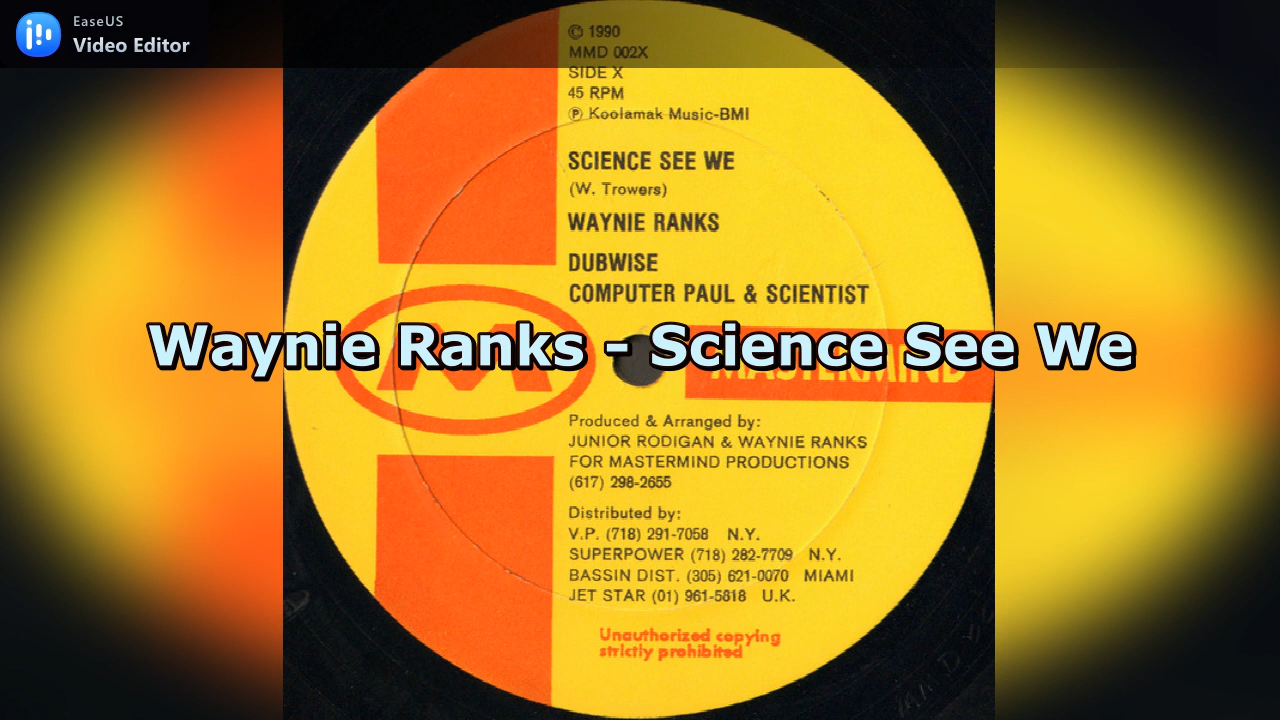 EaseUS
Video Editor
© 1990
MMD 002X
SIDE X
45 RPM
℗ Koolamak Music-BMI
SCIENCE SEE WE
(W. Trowers)
WAYNIE RANKS
DUBWISE
COMPUTER PAUL & SCIENTIST
Waynie Ranks - Science See We
M
MASTERMIND
Produced & Arranged by:
JUNIOR RODIGAN & WAYNIE RANKS
FOR MASTERMIND PRODUCTIONS
(617) 298-2655
Distributed by:
V.P. (718) 291-7058 N.Y.
SUPERPOWER (718) 282-7709 N.Y.
BASSIN DIST. (305) 621-0070 MIAMI
JET STAR (01) 961-5818 U.K.
Unauthorized copying
strictly prohibited